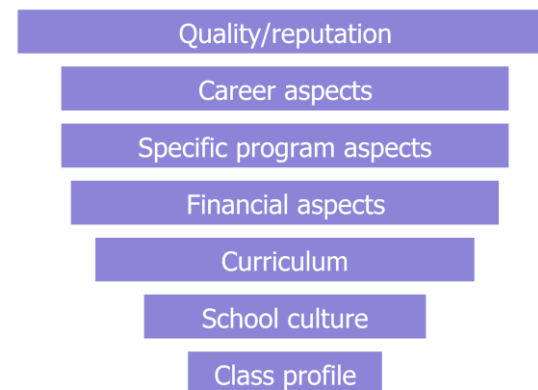 Quality/reputation
Career aspects
Specific program aspects
Financial aspects
Curriculum
School culture
Class profile